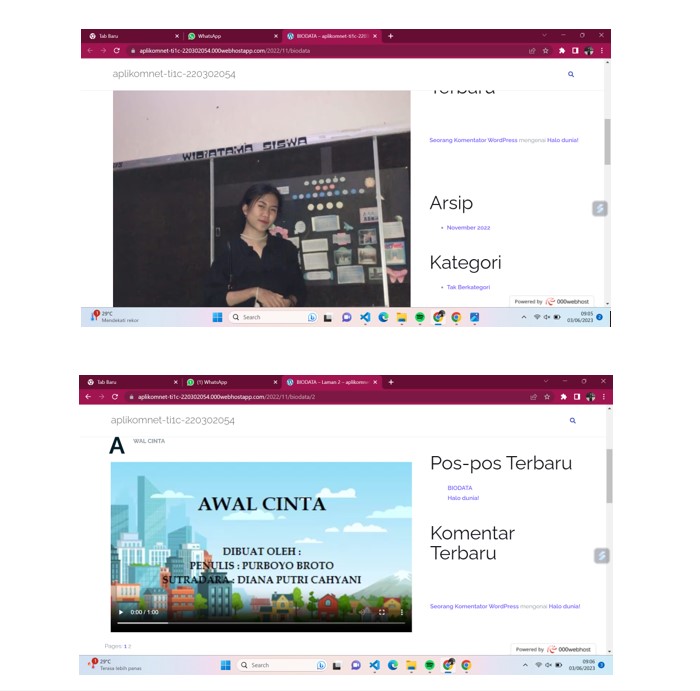 Tab Baru
WhatsApp
BIODATA – aplikomnet-ti1c-2203
aplikomnet-ti1c-220302054.000webhostapp.com/2022/11/biodata
aplikomnet-ti1c-220302054
Terbaru
WIDIATAMA SISWA
Seorang Komentator WordPress mengenai Halo dunia!
Arsip
November 2022
Kategori
Tak Berkategori
Powered by 000webhost
29°C
Mendekati rekor
Search
09:05
03/06/2023
2
Tab Baru
(1) WhatsApp
BIODATA – Laman 2 – aplikomne
aplikomnet-ti1c-220302054.000webhostapp.com/2022/11/biodata/2
aplikomnet-ti1c-220302054
A WAL CINTA
AWAL CINTA
DIBUAT OLEH :
PENULIS : PURBOYO BROTO
SUTRADARA : DIANA PUTRI CAHYANI
0:00 / 1:00
Pages: 1 2
Pos-pos Terbaru
BIODATA
Halo dunia!
Komentar
Terbaru
Seorang Komentator WordPress mengenai Halo dunia!
Powered by 000webhost
29°C
Terasa lebih panas
Search
09:06
03/06/2023